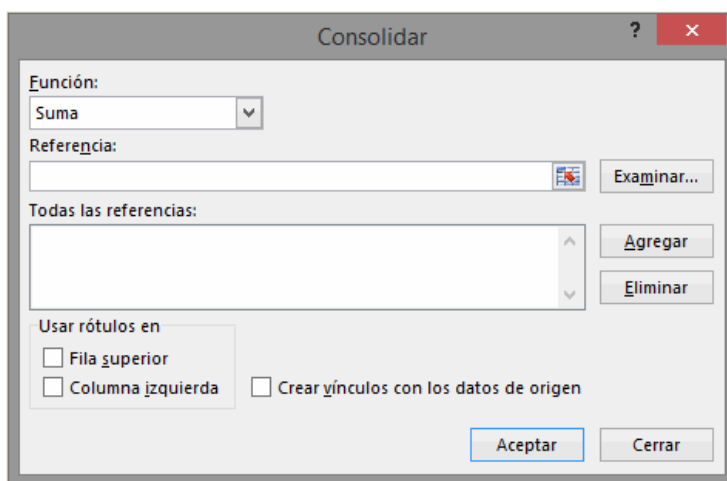 Consolidar
?
Función:
Suma
Referencia:
Examinar...
Todas las referencias:
Agregar
Eliminar
Usar rótulos en
Fila superior
Columna izquierda
Crear vínculos con los datos de origen
Aceptar
Cerrar